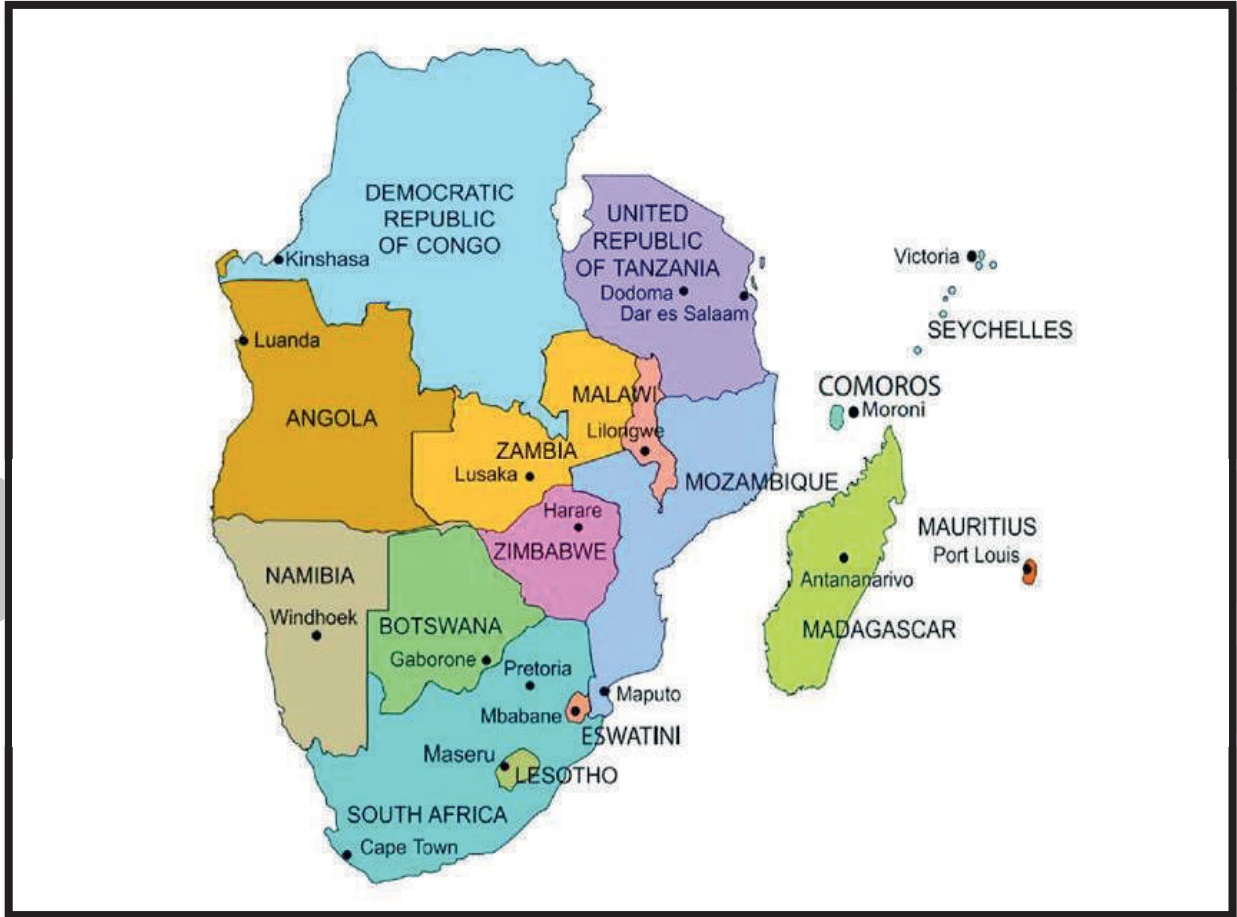 DEMOCRATIC
REPUBLIC
OF CONGO
Kinshasa
UNITED
REPUBLIC
OF TANZANIA
Dodoma
Dar es Salaam
Victoria
SEYCHELLES
Luanda
ANGOLA
MALAWI
Lilongwe
COMOROS
Moroni
ZAMBIA
Lusaka
MOZAMBIQUE
Harare
ZIMBABWE
MAURITIUS
Port Louis
Antananarivo
MADAGASCAR
NAMIBIA
Windhoek
BOTSWANA
Gaborone
Pretoria
Mbabane
Maputo
ESWATINI
Maseru
LESOTHO
SOUTH AFRICA
Cape Town